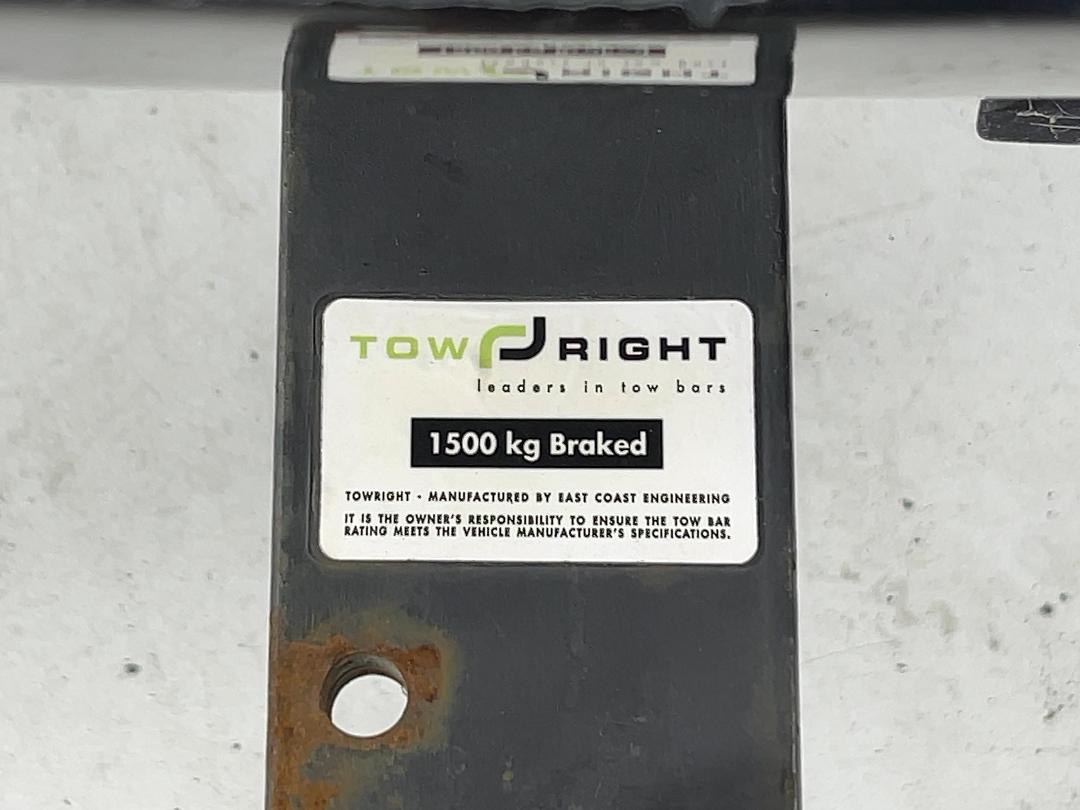 TOW RIGHT
leaders in tow bars
1500 kg Braked
TOWRIGHT • MANUFACTURED BY EAST COAST ENGINEERING
IT IS THE OWNER'S RESPONSIBILITY TO ENSURE THE TOW BAR
RATING MEETS THE VEHICLE MANUFACTURER'S SPECIFICATIONS.